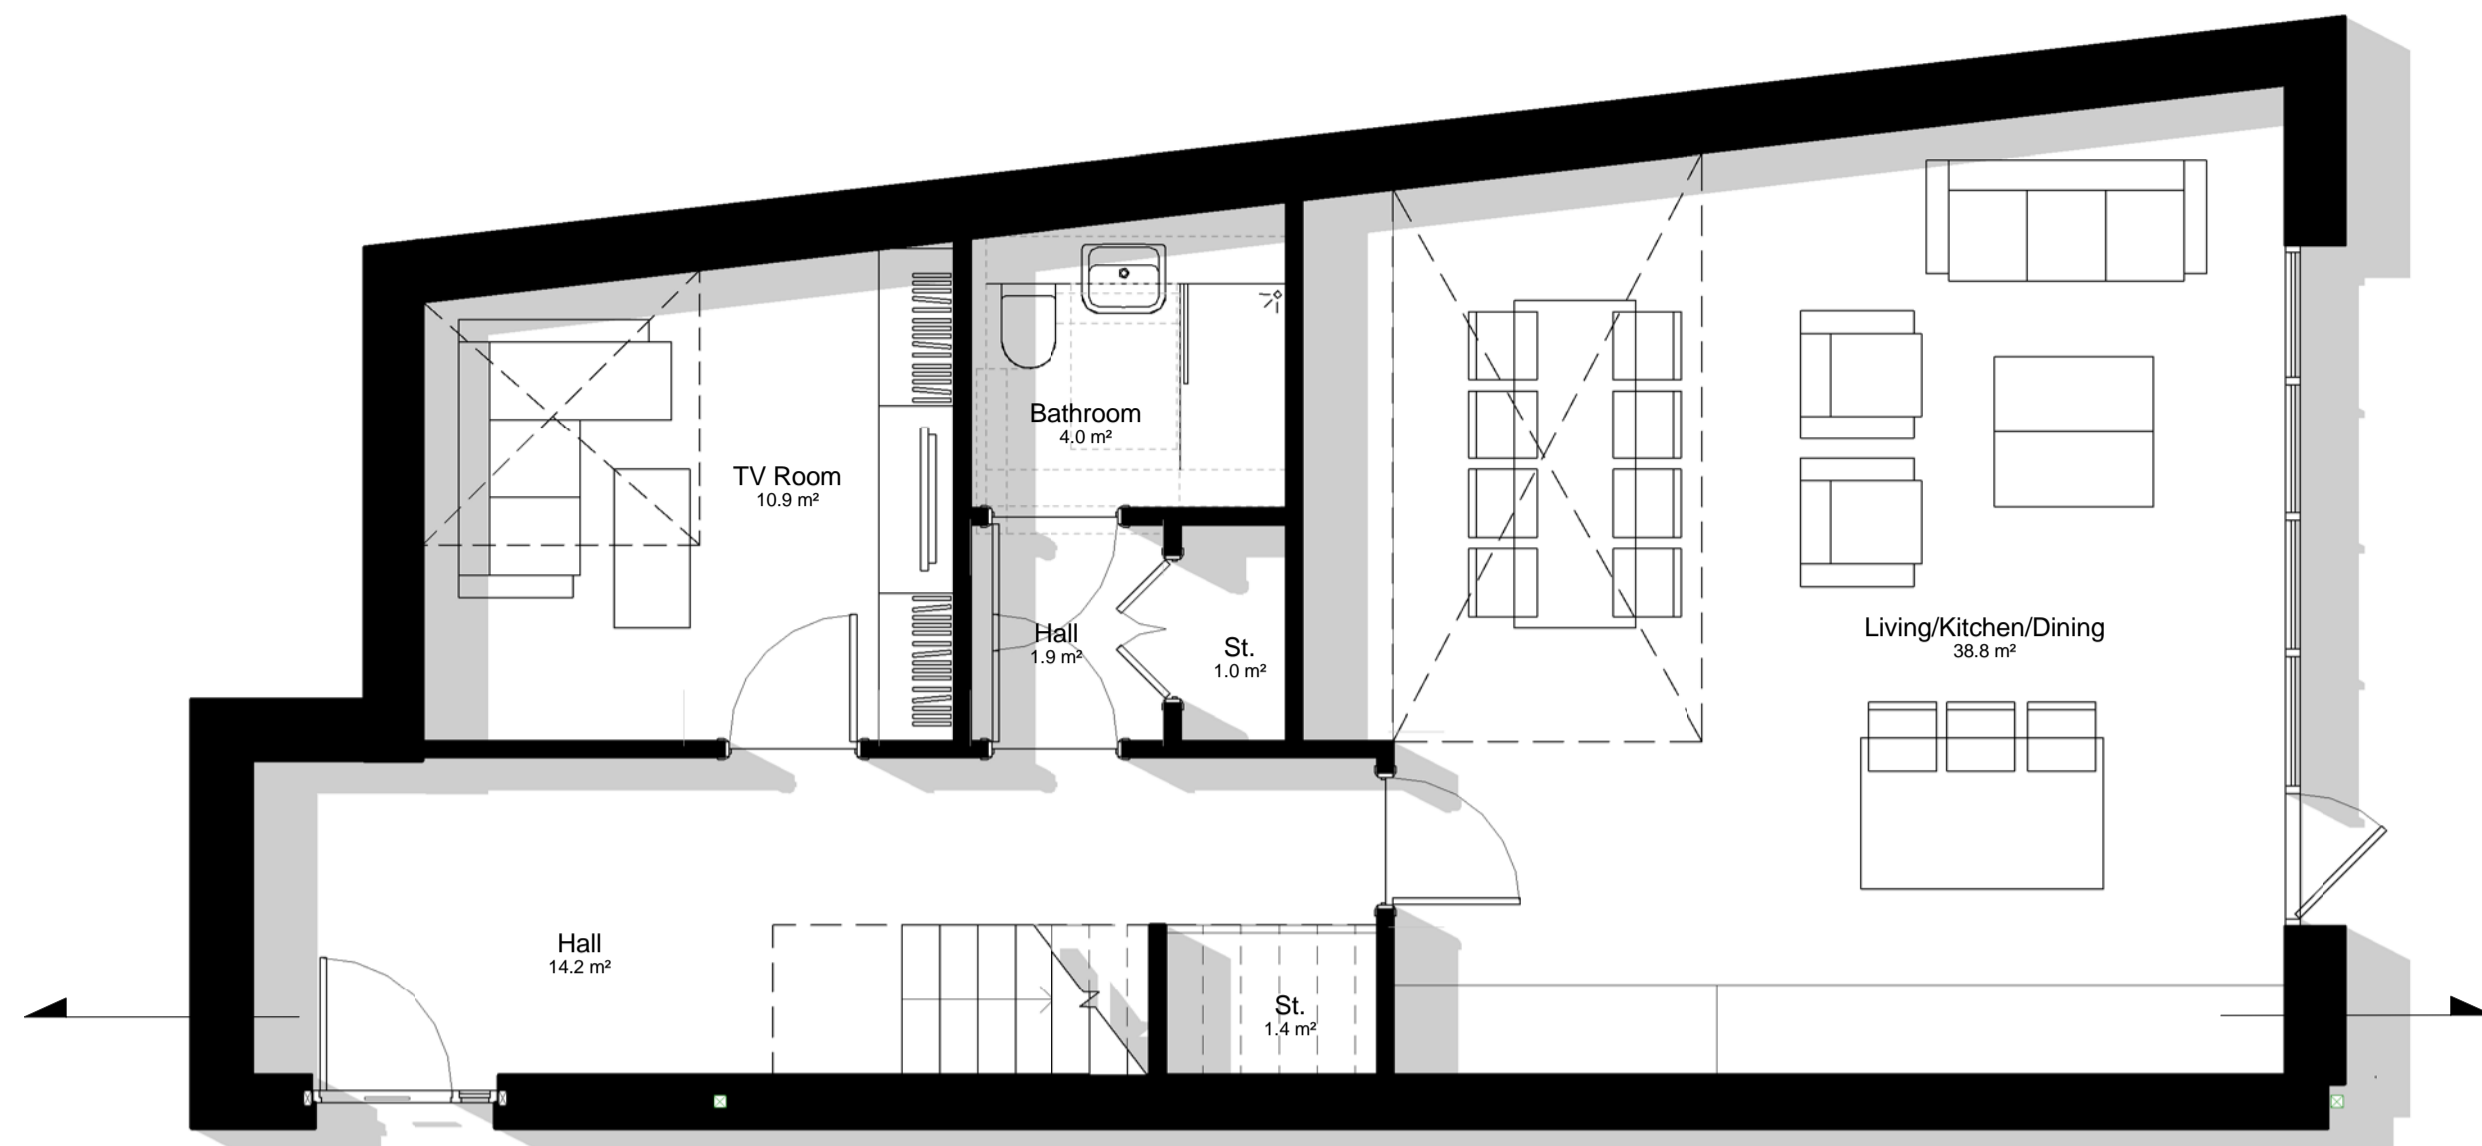 Bathroom
4.0 m²
TV Room
10.9 m²
Hall
1.9 m²
St.
1.0 m²
Living/Kitchen/Dining
38.8 m²
Hall
14.2 m²
St.
1.4 m²